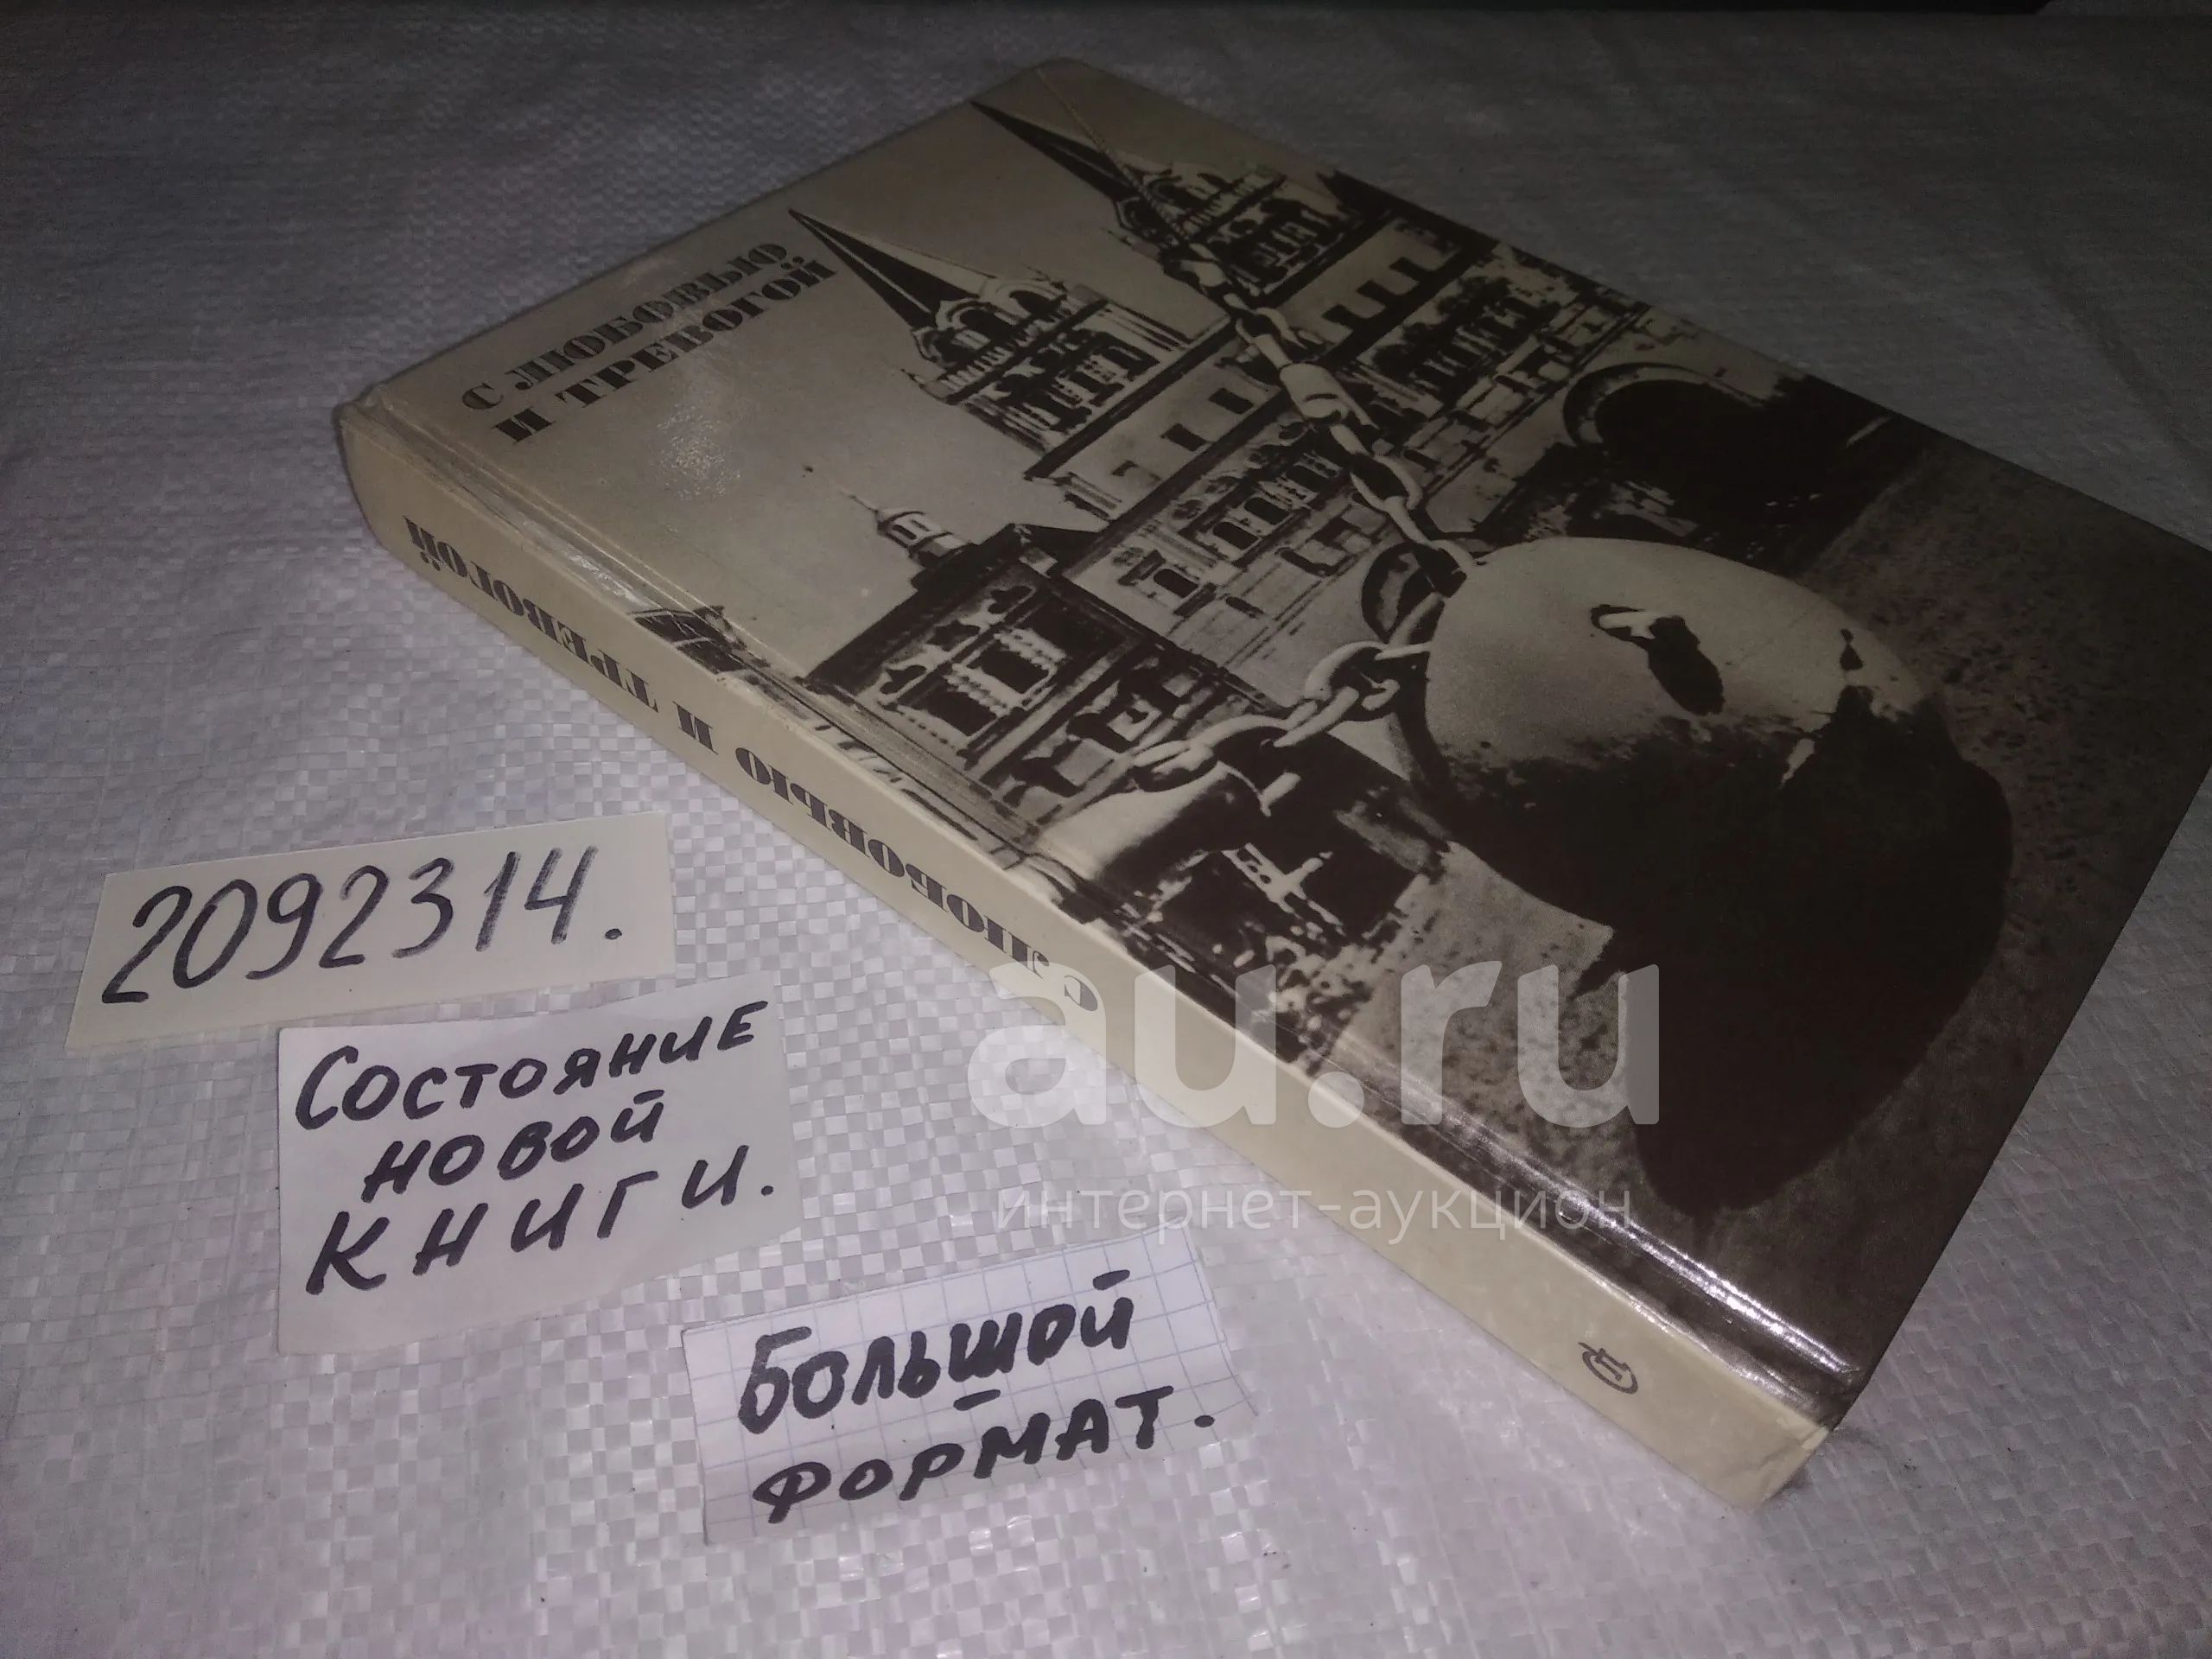 С ЛЮБОВЬЮ
И ТРЕВОГОЙ
С ЛЮБОВЬЮ И ТРЕВОГОЙ
2092314.
СОСТОЯНИЕ
НОВОЙ
КНИГИ.
БОЛЬШОЙ
ФОРМАТ.
au.ru
интернет-аукцион